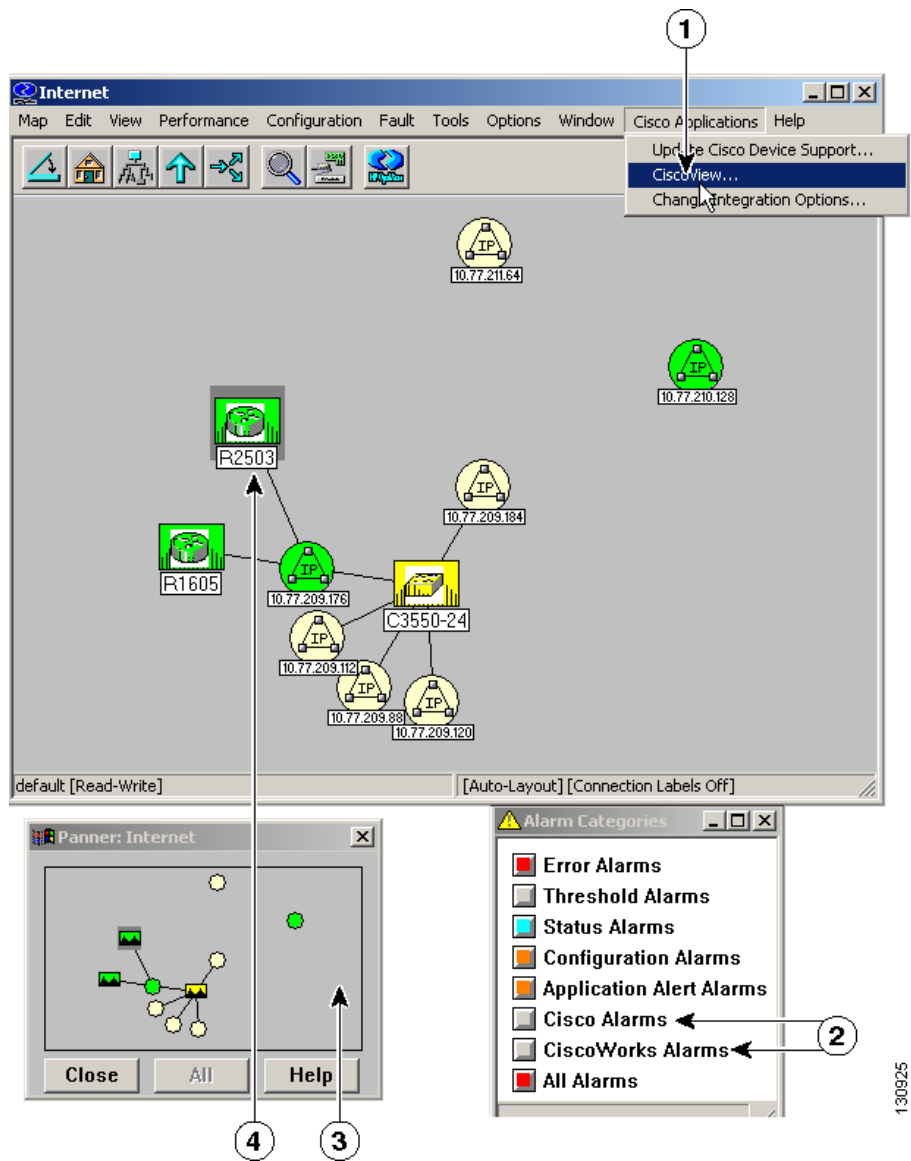 1
Internet
Map Edit View Performance Configuration Fault Tools Options Window Cisco Applications Help
Update Cisco Device Support...
CiscoView...
Change Integration Options...
IP
10.77.211.64
IP
10.77.210.128
R2503
IP
10.77.209.184
R1605
IP
10.77.209.176
C3550-24
IP
10.77.209.112
IP
10.77.209.88
IP
10.77.209.120
default [Read-Write] [Auto-Layout] [Connection Labels Off]
Panner: Internet
Close All Help
Alarm Categories
Error Alarms
Threshold Alarms
Status Alarms
Configuration Alarms
Application Alert Alarms
Cisco Alarms
CiscoWorks Alarms
All Alarms
2
4
3
130925